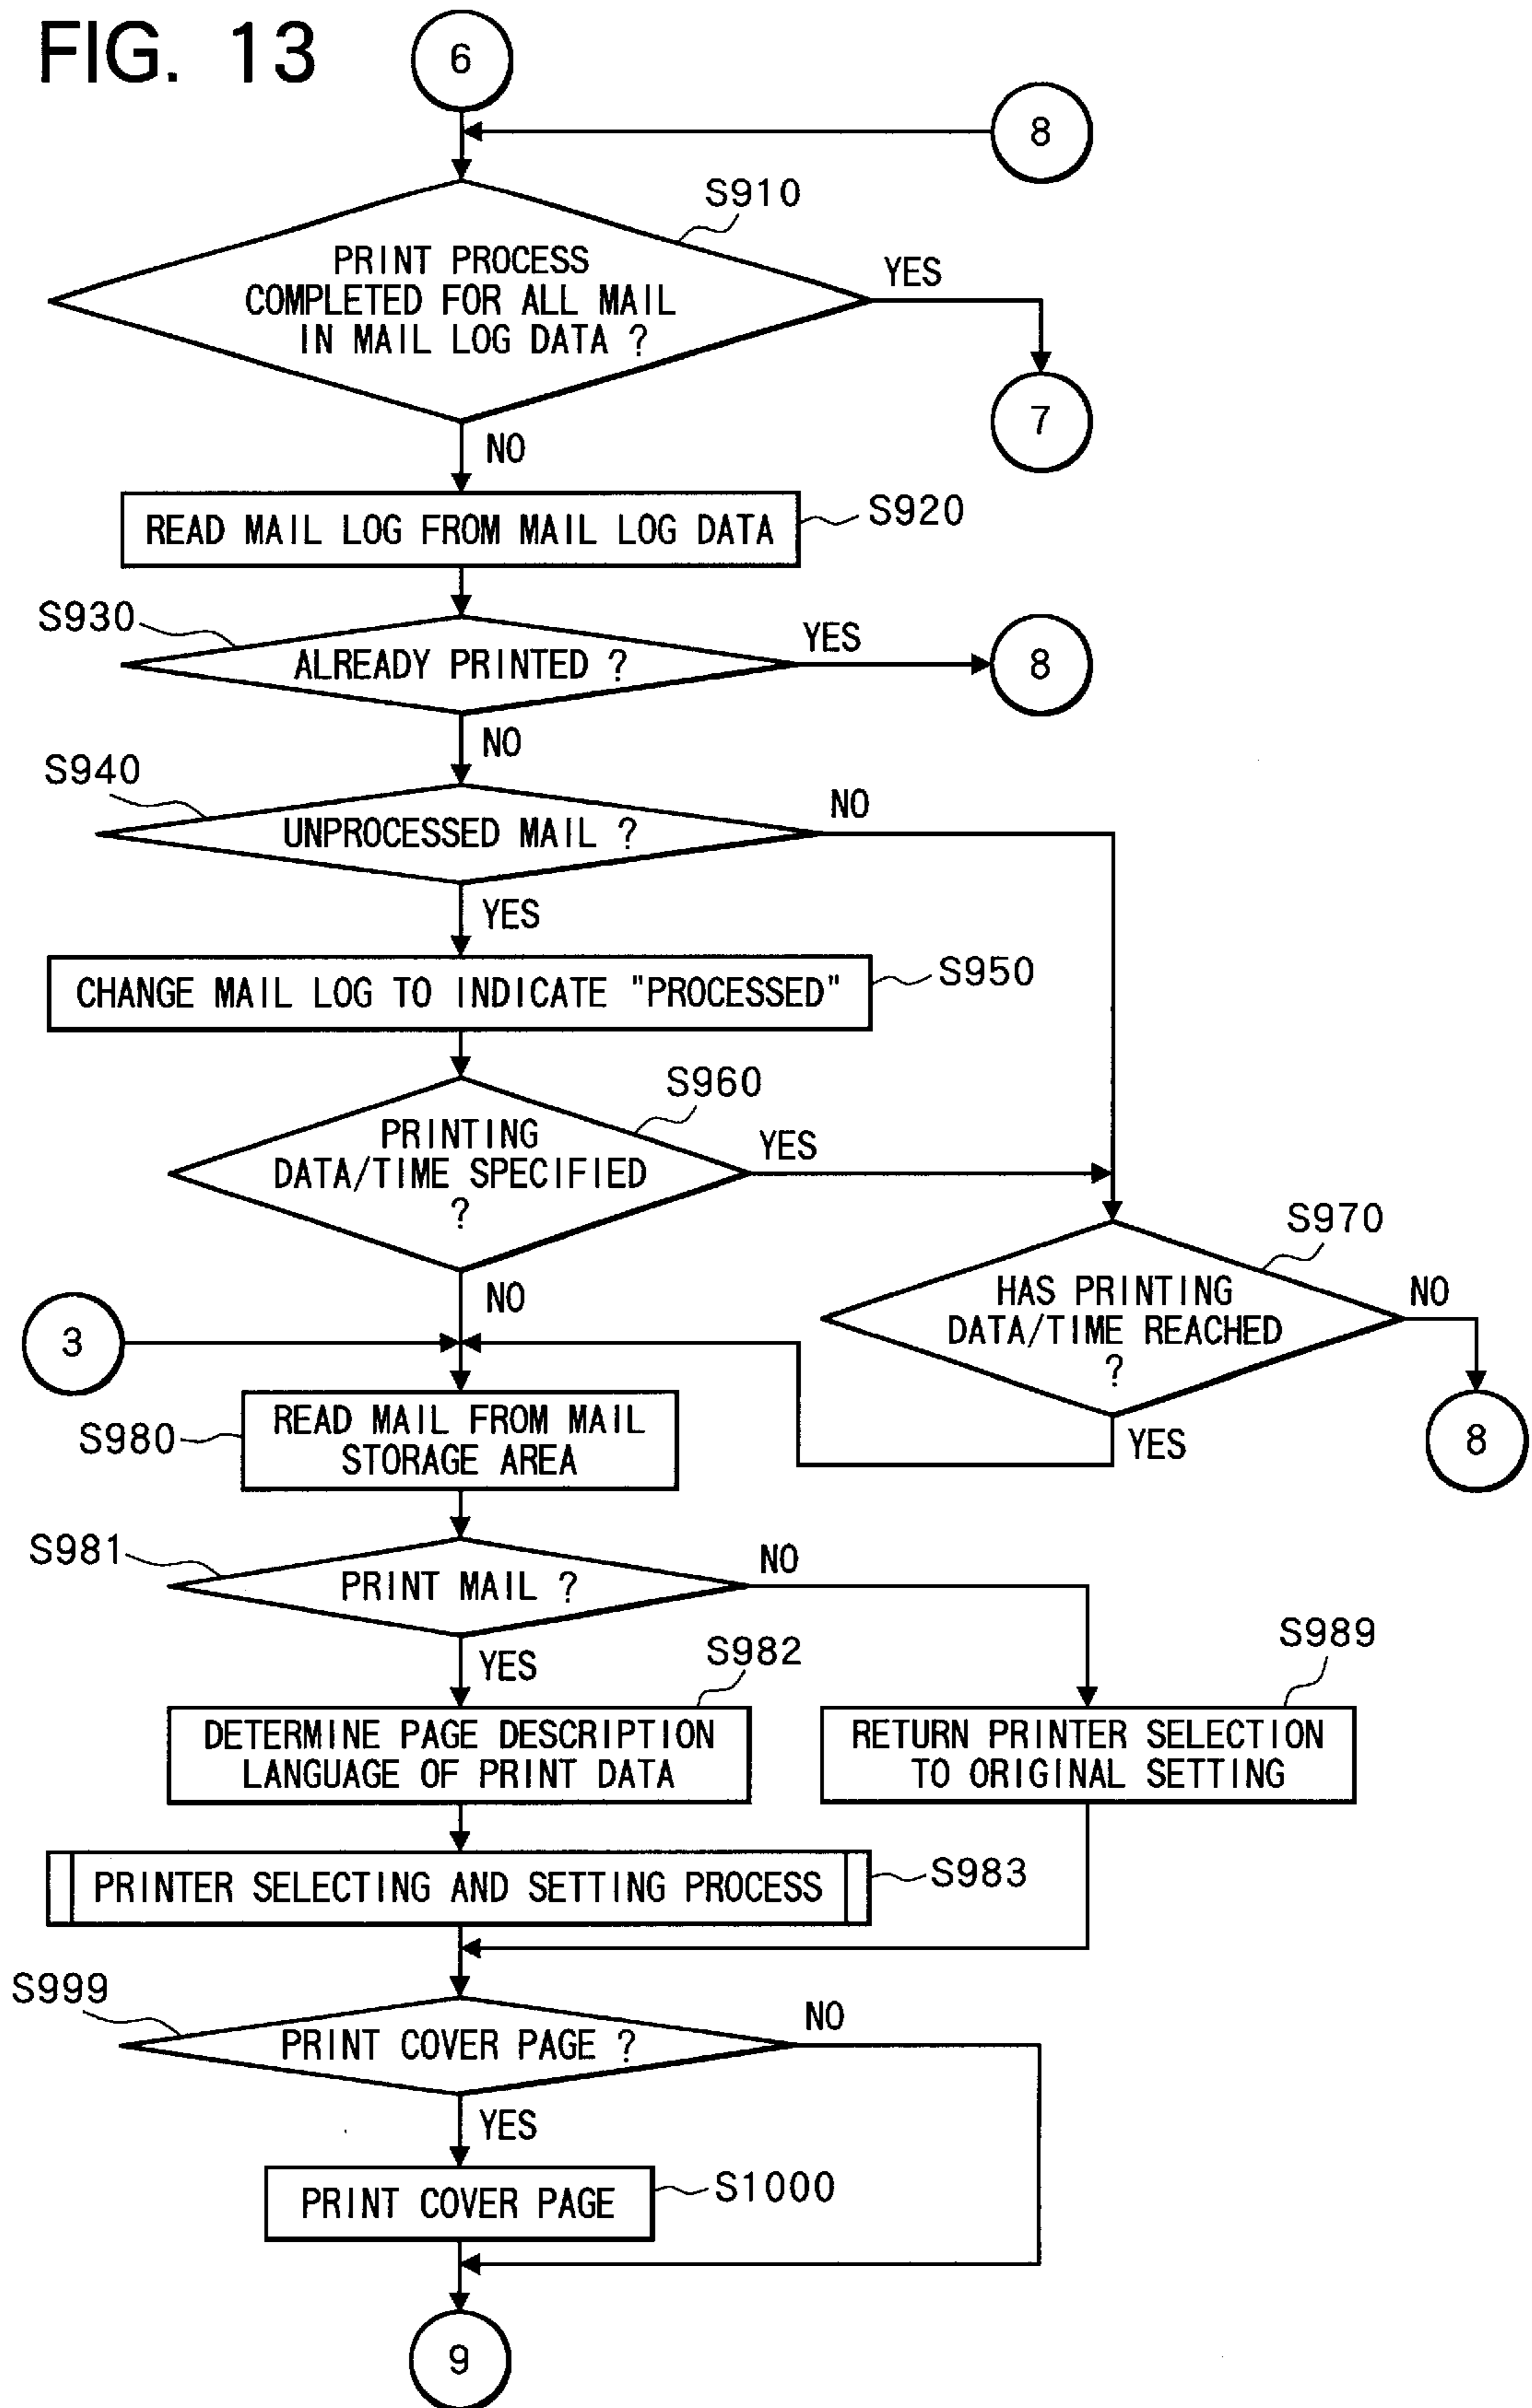 FIG. 13
6
8
S910
PRINT PROCESS
COMPLETED FOR ALL MAIL
IN MAIL LOG DATA ?
YES
7
NO
READ MAIL LOG FROM MAIL LOG DATA
S920
S930
ALREADY PRINTED ?
YES
8
NO
S940
UNPROCESSED MAIL ?
NO
YES
CHANGE MAIL LOG TO INDICATE "PROCESSED"
S950
S960
PRINTING
DATA/TIME SPECIFIED
?
YES
S970
HAS PRINTING
DATA/TIME REACHED
?
NO
8
YES
NO
3
S980
READ MAIL FROM MAIL
STORAGE AREA
S981
PRINT MAIL ?
NO
YES
S982
S989
DETERMINE PAGE DESCRIPTION
LANGUAGE OF PRINT DATA
RETURN PRINTER SELECTION
TO ORIGINAL SETTING
PRINTER SELECTING AND SETTING PROCESS
S983
S999
PRINT COVER PAGE ?
NO
YES
PRINT COVER PAGE
S1000
9